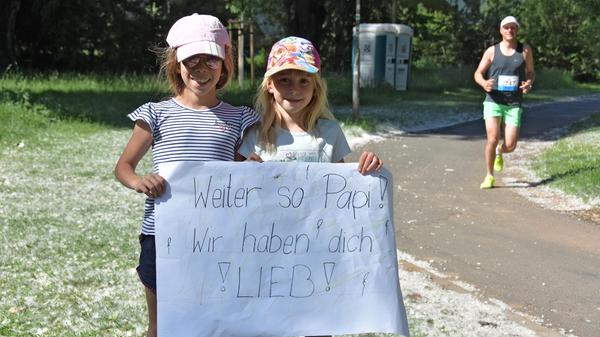 Weiter so Papi!
Wir haben dich
! LIEB !